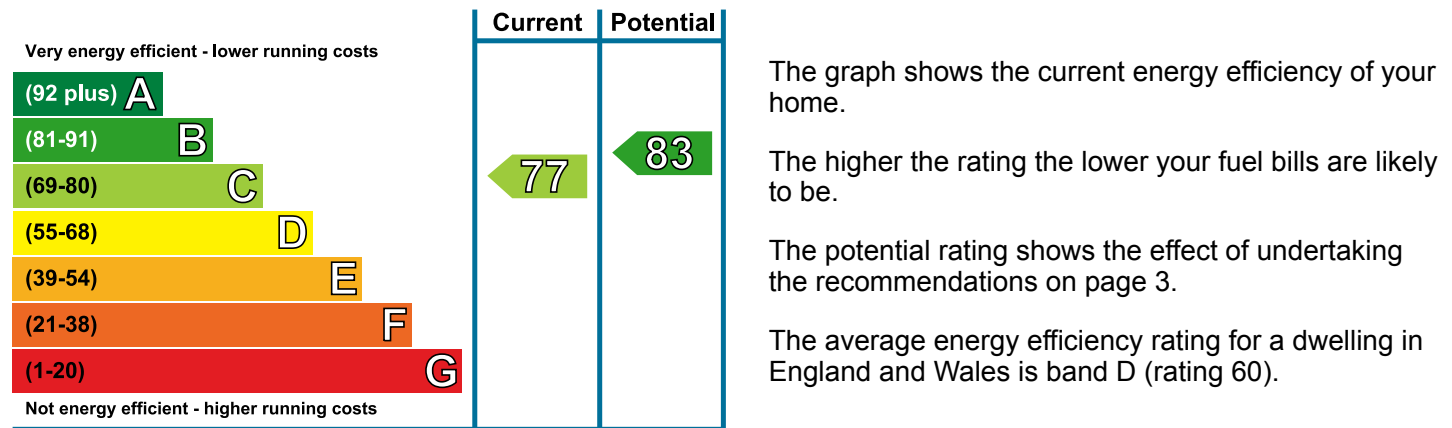 Current Potential
Very energy efficient - lower running costs
(92 plus) A
(81-91) B
(69-80) C
(55-68) D
(39-54) E
(21-38) F
(1-20) G
Not energy efficient - higher running costs
77
83
The graph shows the current energy efficiency of your
home.
The higher the rating the lower your fuel bills are likely
to be.
The potential rating shows the effect of undertaking
the recommendations on page 3.
The average energy efficiency rating for a dwelling in
England and Wales is band D (rating 60).